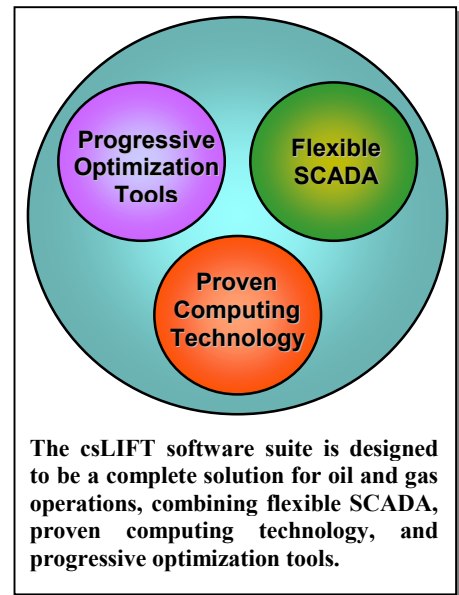 Progressive
Optimization
Tools
Flexible
SCADA
Proven
Computing
Technology
The csLIFT software suite is designed
to be a complete solution for oil and gas
operations, combining flexible SCADA,
proven computing technology, and
progressive optimization tools.